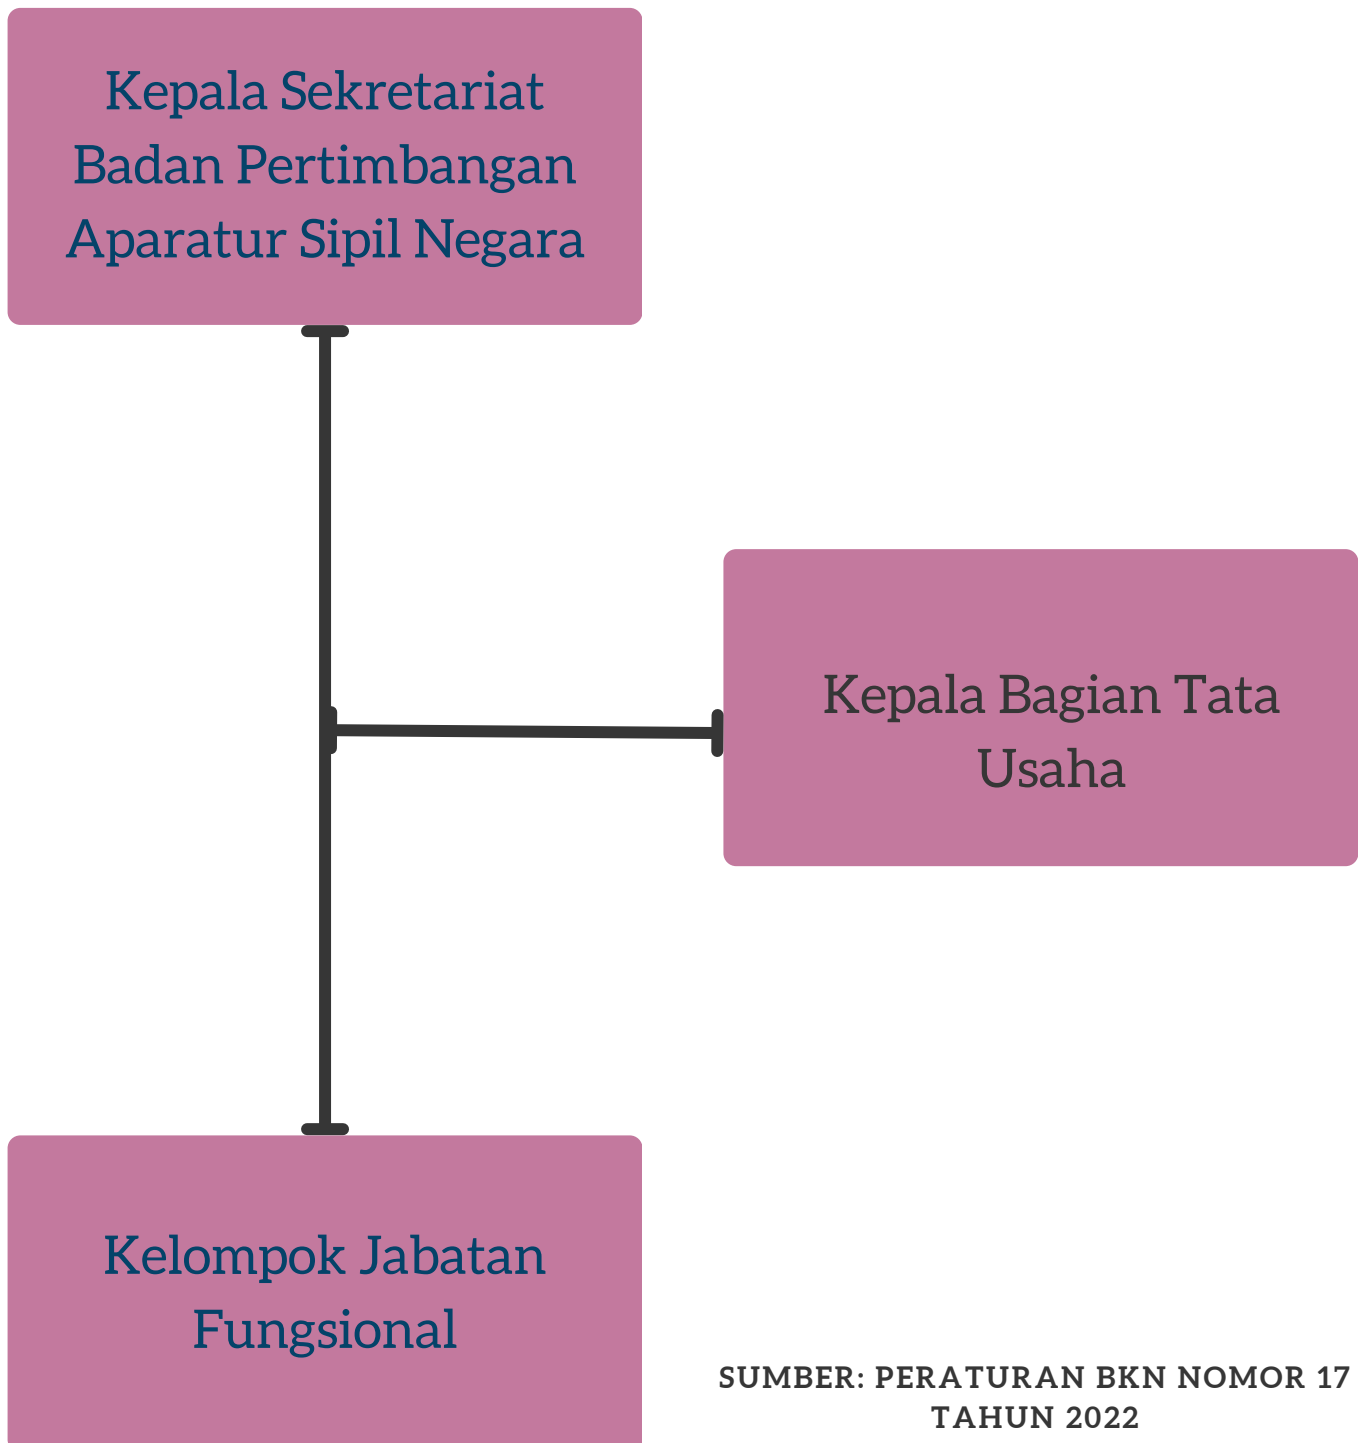 Kepala Sekretariat
Badan Pertimbangan
Aparatur Sipil Negara
Kepala Bagian Tata
Usaha
Kelompok Jabatan
Fungsional
SUMBER: PERATURAN BKN NOMOR 17
TAHUN 2022